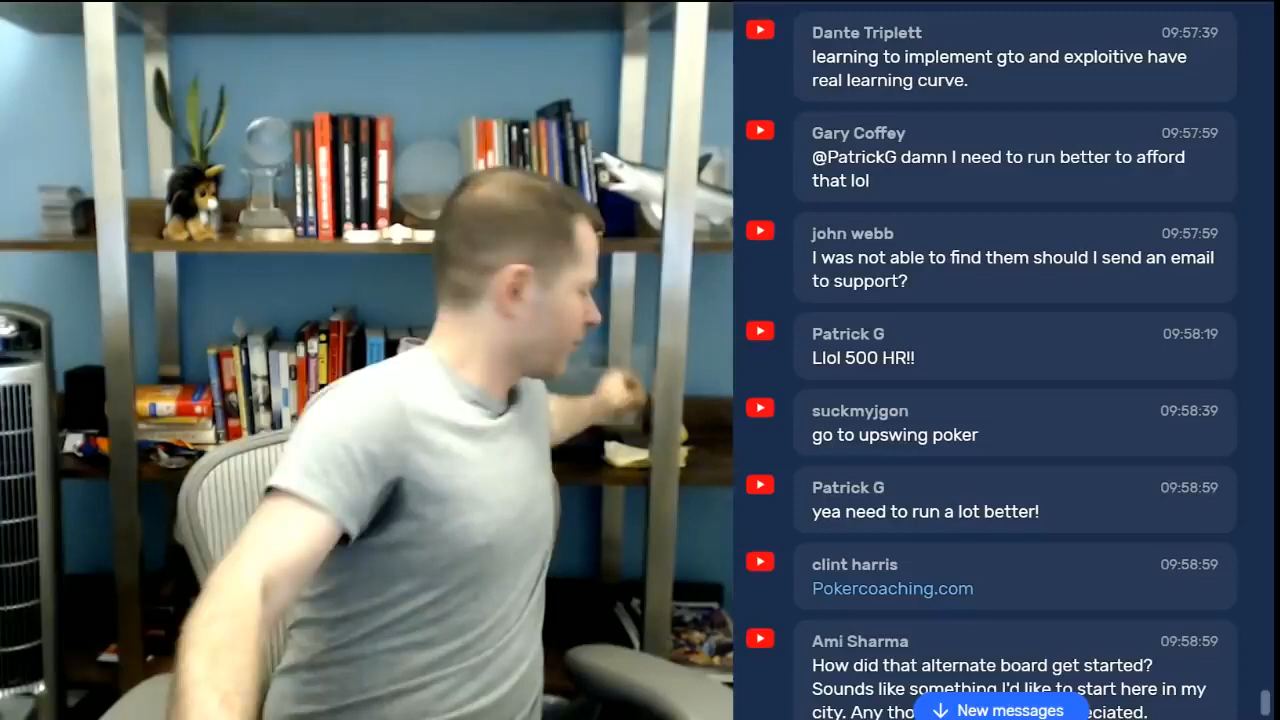 Dante Triplett 09:57:39
learning to implement gto and exploitive have
real learning curve.
Gary Coffey 09:57:59
@PatrickG damn I need to run better to afford
that lol
john webb 09:57:59
I was not able to find them should I send an email
to support?
Patrick G 09:58:19
Llol 500 HR!!
suckmyjgon 09:58:39
go to upswing poker
Patrick G 09:58:59
yea need to run a lot better!
clint harris 09:58:59
Pokercoaching.com
Ami Sharma 09:58:59
How did that alternate board get started?
Sounds like something I'd like to start here in my
city. Any
New messages